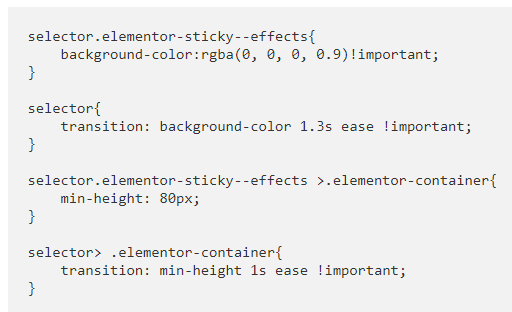 selector.elementor-sticky--effects{
    background-color:rgba(0, 0, 0, 0.9)!important;
}

selector{
    transition: background-color 1.3s ease !important;
}

selector.elementor-sticky--effects >.elementor-container{
    min-height: 80px;
}

selector> .elementor-container{
    transition: min-height 1s ease !important;
}